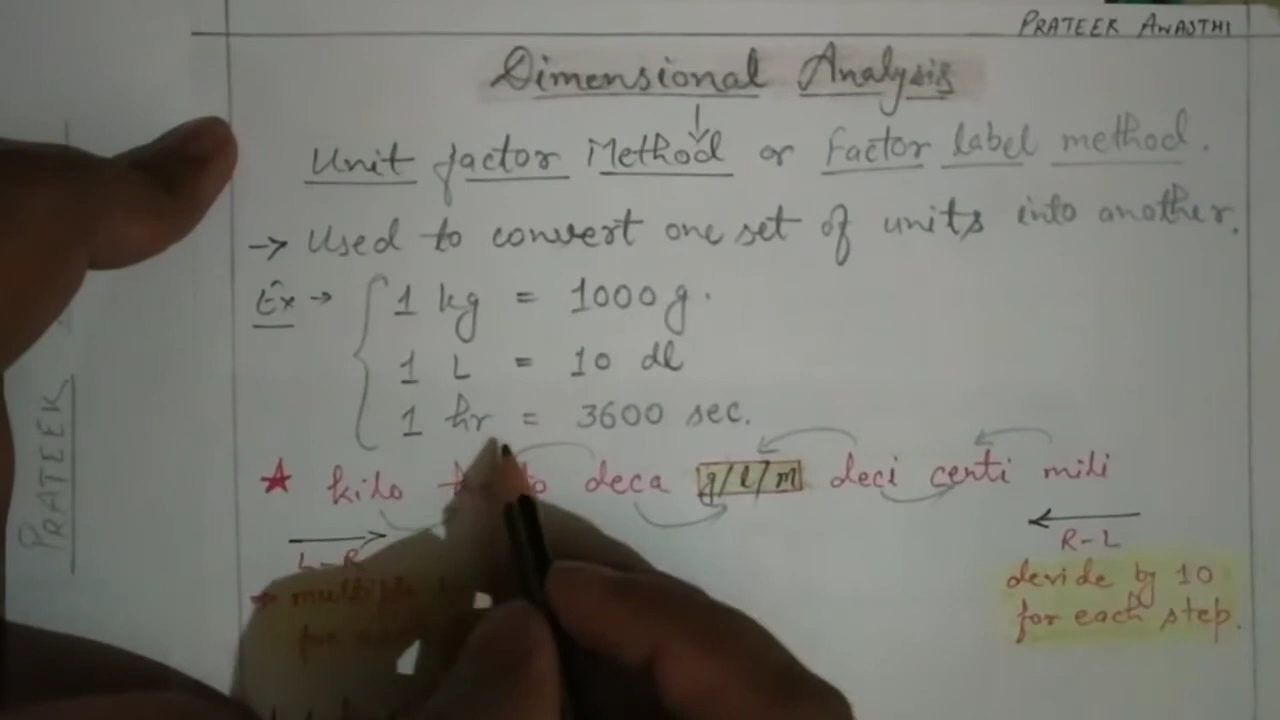 PRATEEK AWASTHI
Dimensional Analysis
Unit factor Method or Factor label method.
→ Used to convert one set of units into another.
Ex → 1 kg = 1000 g.
1 L = 10 dl
1 hr = 3600 sec.
★ kilo to deca g/l/m deci centi mili
L-R
R-L
devide by 10
for each step.
PRATEEK